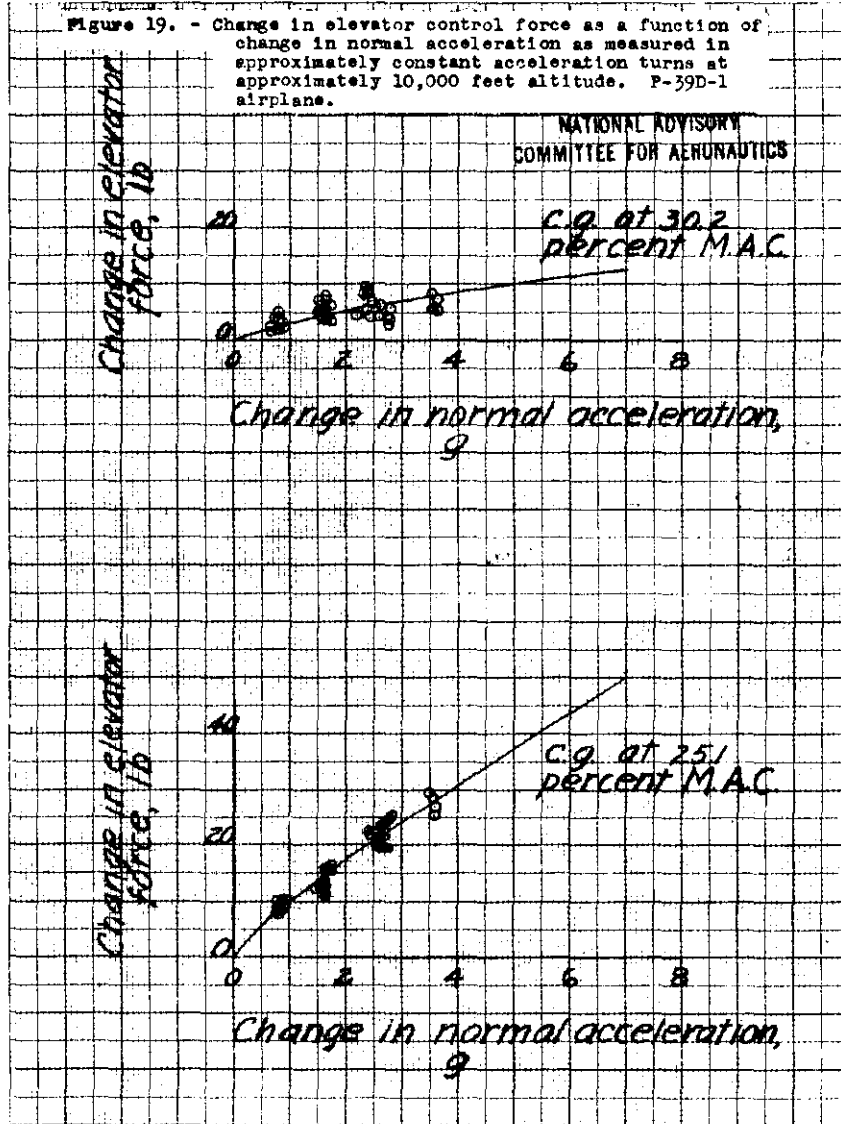 Figure 19. - Change in elevator control force as a function of
change in normal acceleration as measured in
approximately constant acceleration turns at
approximately 10,000 feet altitude. P-39D-1
airplane.
NATIONAL ADVISORY
COMMITTEE FOR AERONAUTICS
Change in elevator
force, lb
20
0
c.g. at 30.2
percent M.A.C.
0 2 4 6 8
Change in normal acceleration,
g
Change in elevator
force, lb
40
20
0
c.g. at 25.1
percent M.A.C.
0 2 4 6 8
Change in normal acceleration,
g